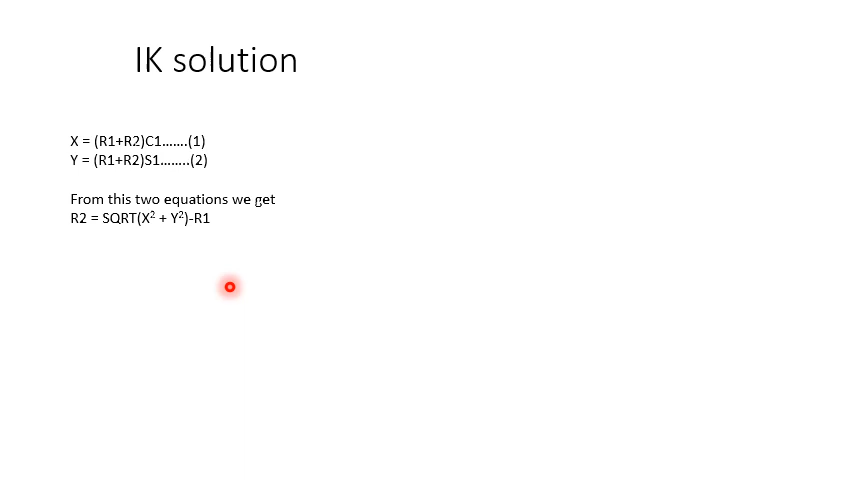 IK solution
X = (R1+R2)C1.......(1)
Y = (R1+R2)S1........(2)
From this two equations we get
R2 = SQRT(X² + Y²)-R1